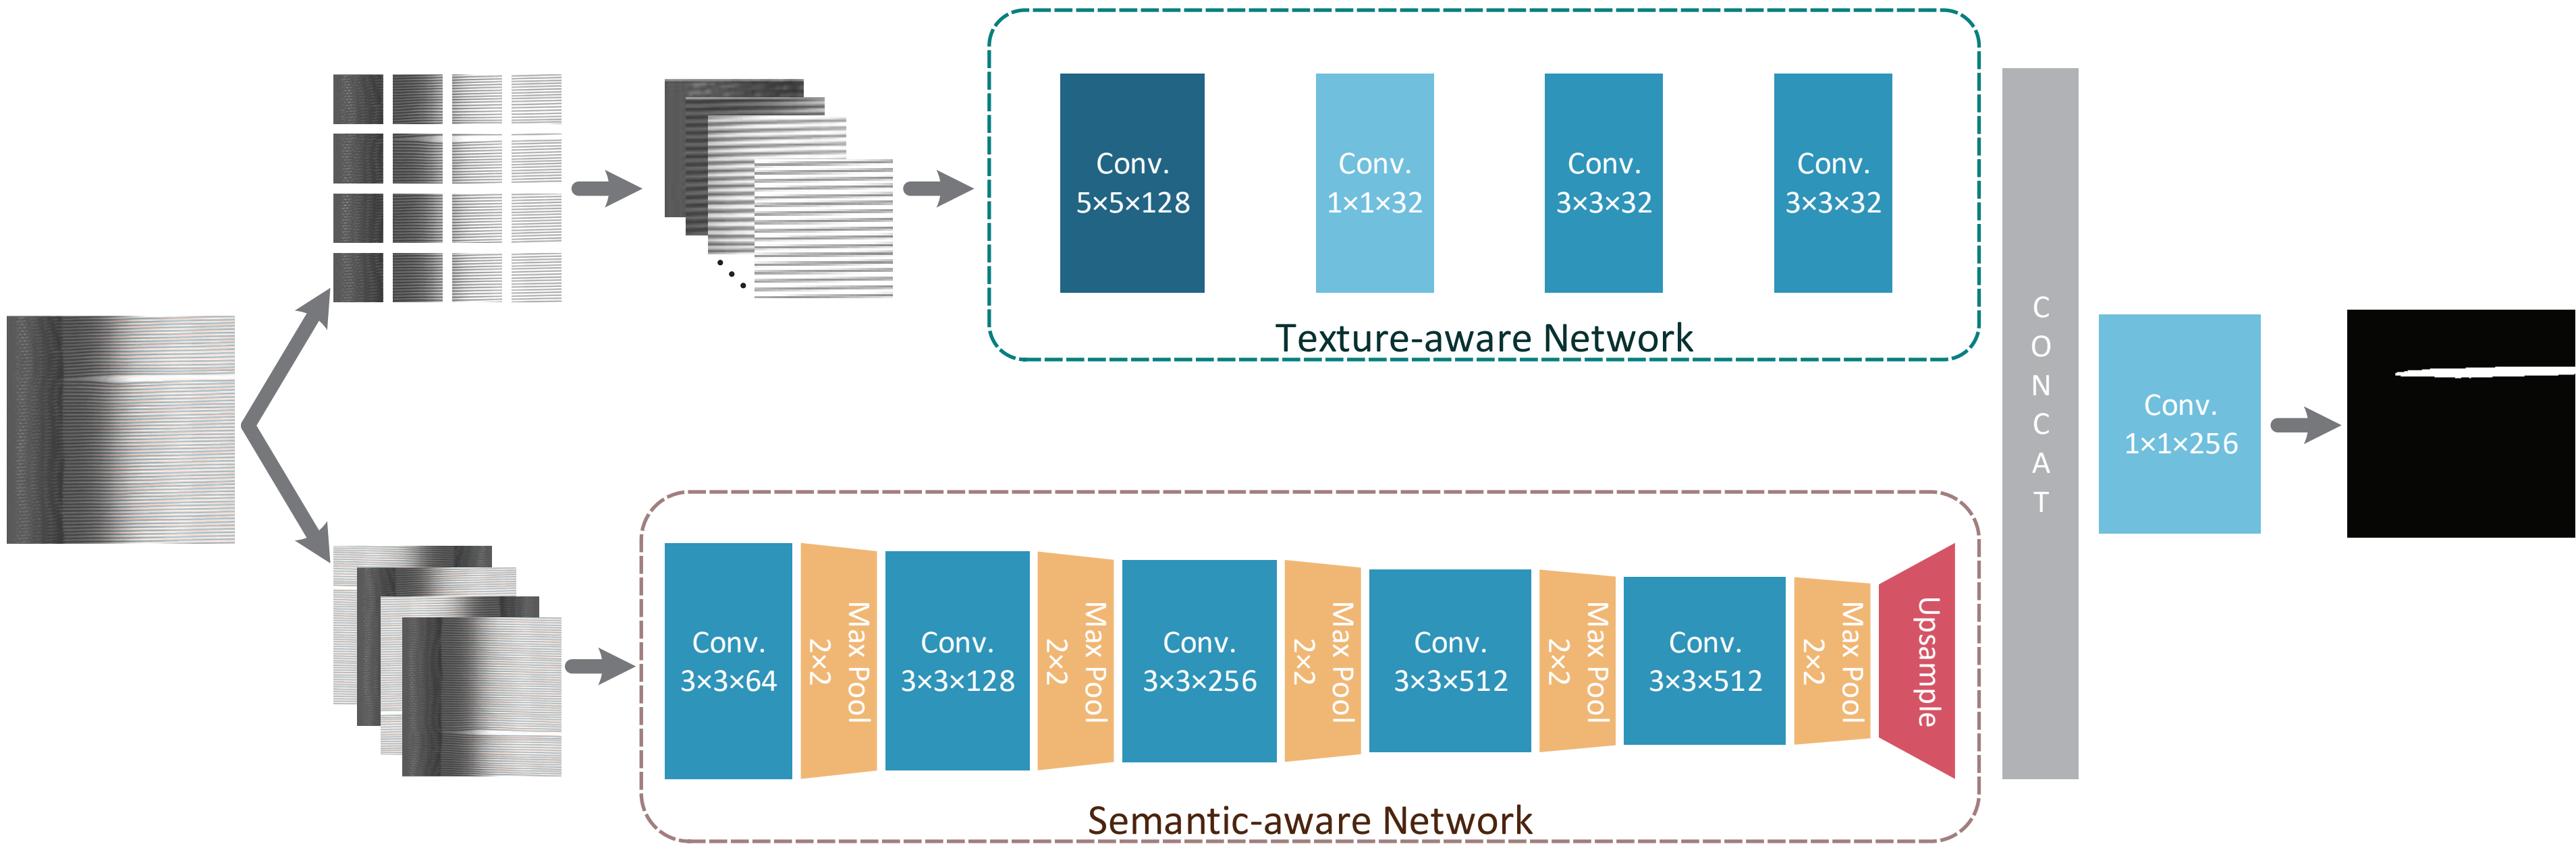 Conv.
5×5×128
Conv.
1×1×32
Conv.
3×3×32
Conv.
3×3×32
Texture-aware Network
Conv.
3×3×64
Max Pool
2×2
Conv.
3×3×128
Max Pool
2×2
Conv.
3×3×256
Max Pool
2×2
Conv.
3×3×512
Max Pool
2×2
Conv.
3×3×512
Max Pool
2×2
Upsample
Semantic-aware Network
CONCAT
Conv.
1×1×256